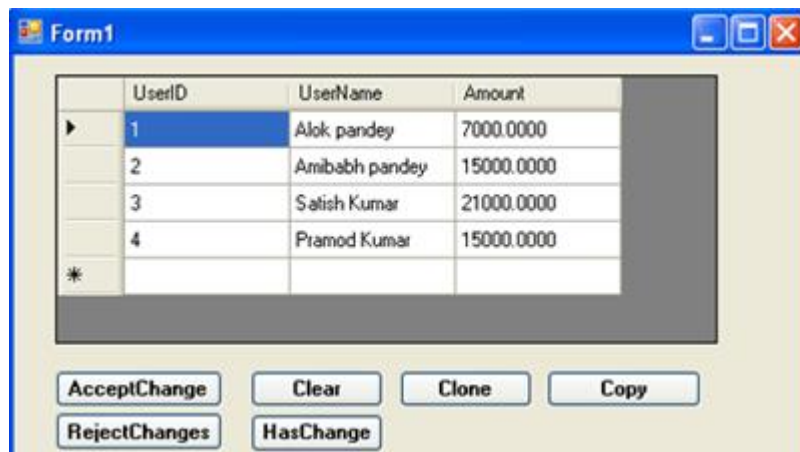 Form1
UserID UserName Amount
1 Alok pandey 7000.0000
2 Amibabh pandey 15000.0000
3 Satish Kumar 21000.0000
4 Pramod Kumar 15000.0000
AcceptChange Clear Clone Copy
RejectChanges HasChange